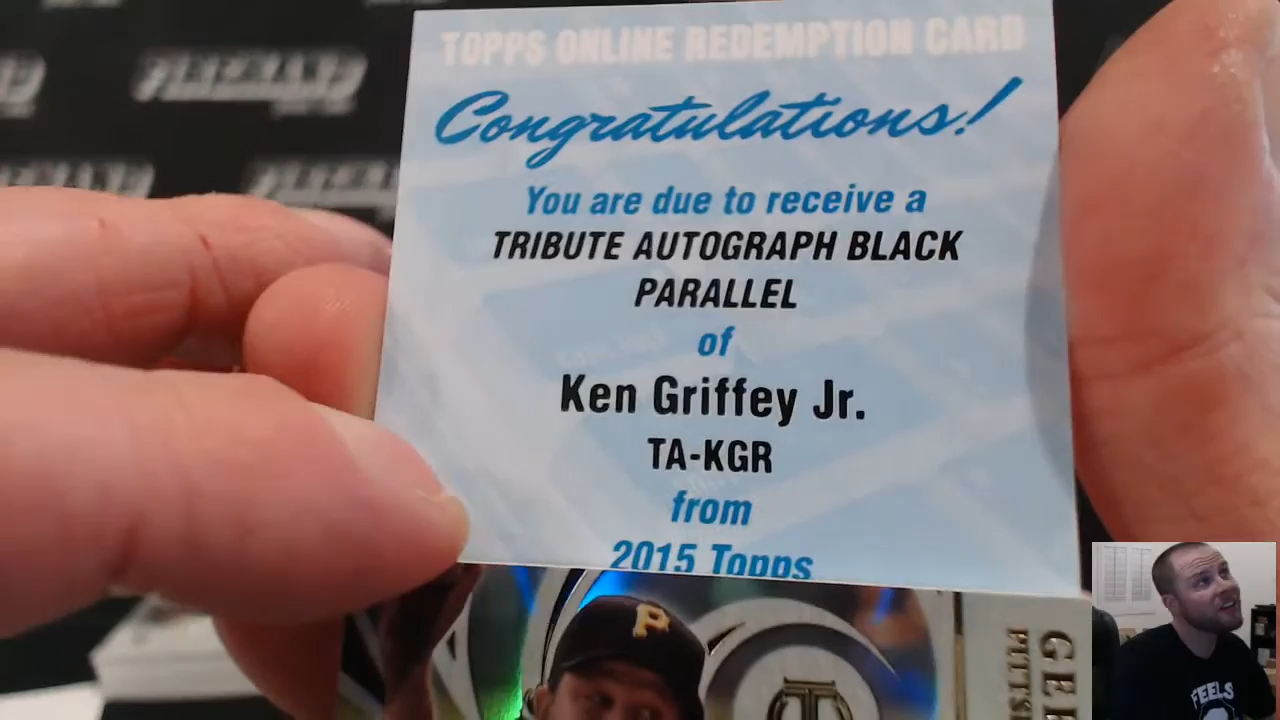 TOPPS ONLINE REDEMPTION CARD
Congratulations!
You are due to receive a
TRIBUTE AUTOGRAPH BLACK
PARALLEL
of
Ken Griffey Jr.
TA-KGR
from
2015 Topps
P
FEELS